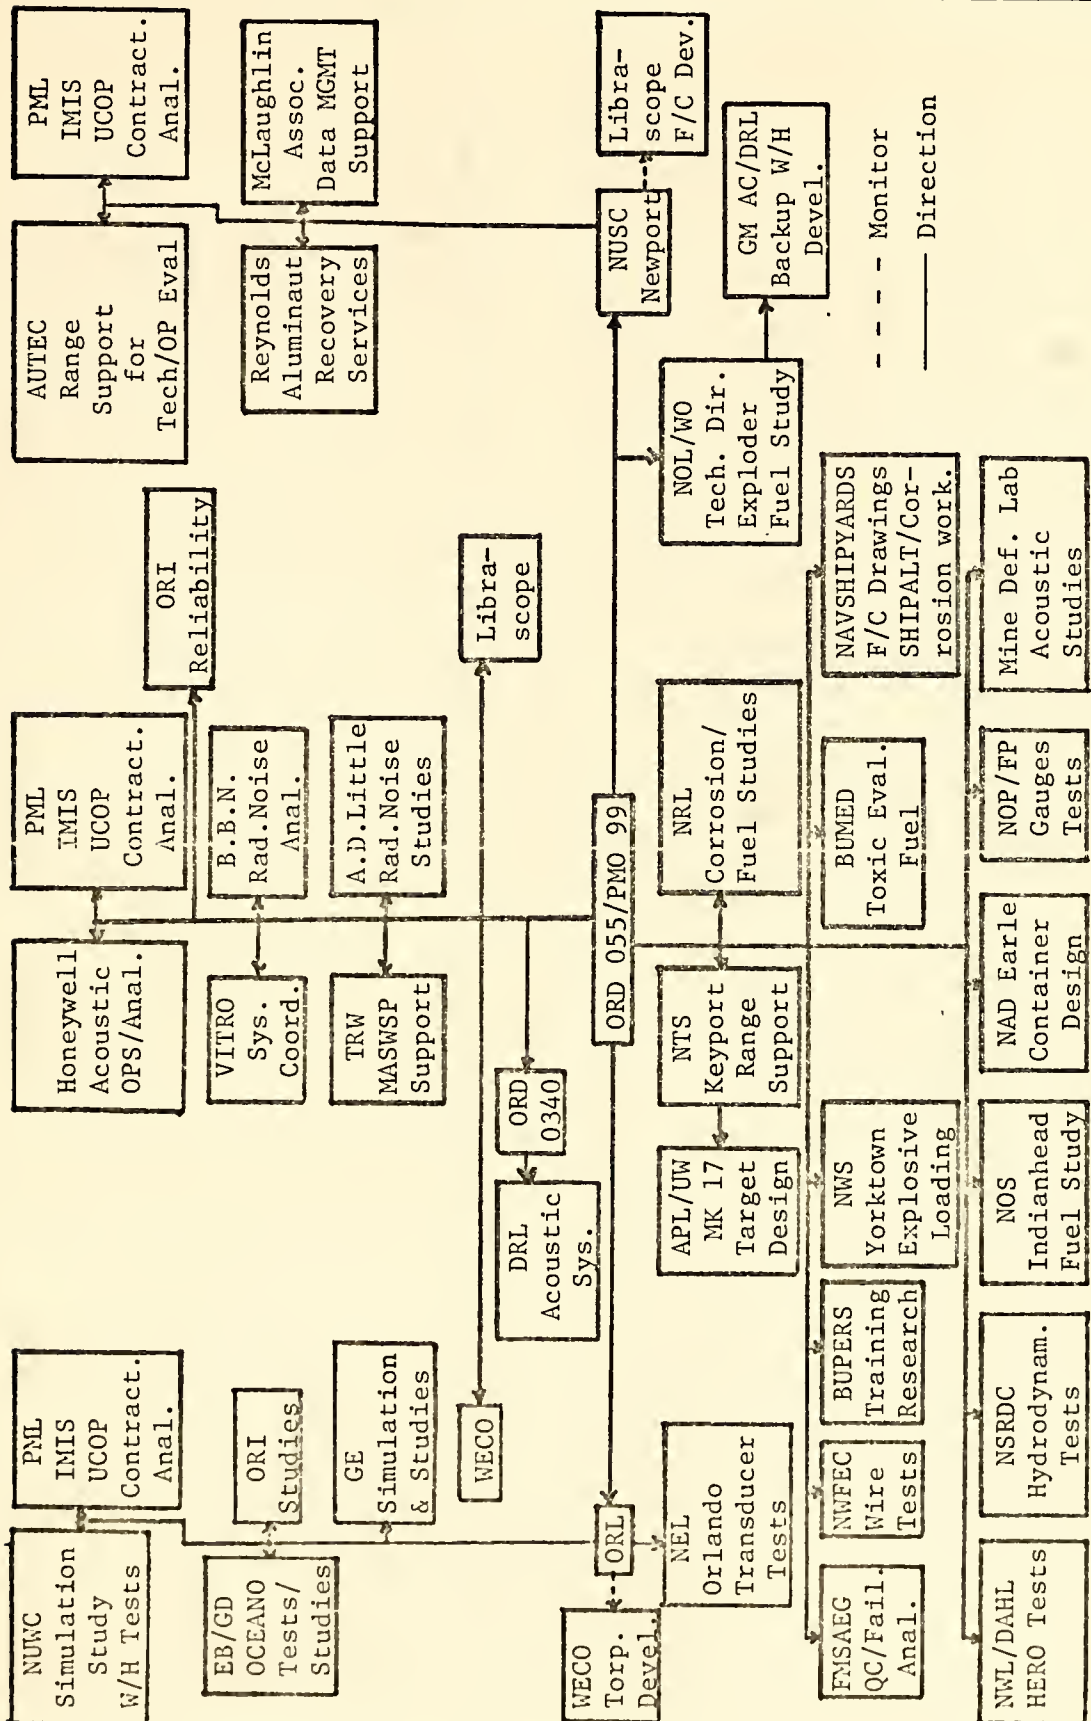 NUWC
Simulation
Study
W/H Tests
PML
IMIS
UCOP
Contract.
Anal.
Honeywell
Acoustic
OPS/Anal.
PML
IMIS
UCOP
Contract.
Anal.
AUTEC
Range
Support
for
Tech/OP Eval
PML
IMIS
UCOP
Contract.
Anal.
ORI
Reliability
EB/GD
OCEANO
Tests/
Studies
ORI
Studies
VITRO
Sys.
Coord.
B.B.N.
Rad.Noise
Anal.
Reynolds
Aluminaut
Recovery
Services
McLaughlin
Assoc.
Data MGMT
Support
GE
Simulation
& Studies
TRW
MASWSP
Support
A.D.Little
Rad.Noise
Studies
WECO
Libra-
scope
DRL
Acoustic
Sys.
ORD
0340
WECO
Torp.
Devel.
ORL
ORD 055/PMO 99
NUSC
Newport
Libra-
scope
F/C Dev.
NEL
Orlando
Transducer
Tests
APL/UW
MK 17
Target
Design
NTS
Keyport
Range
Support
NRL
Corrosion/
Fuel Studies
NOL/WO
Tech. Dir.
Exploder
Fuel Study
GM AC/DRL
Backup W/H
Devel.
FMSAEG
QC/Fail.
Anal.
NWFEC
Wire
Tests
BUPERS
Training
Research
NWS
Yorktown
Explosive
Loading
BUMED
Toxic Eval.
Fuel
NAVSHIPYARDS
F/C Drawings
SHIPALT/Cor-
rosion work.
Monitor
Direction
NWL/DAHL
HERO Tests
NSRDC
Hydrodynam.
Tests
NOS
Indianhead
Fuel Study
NAD Earle
Container
Design
NOP/FP
Gauges
Tests
Mine Def. Lab
Acoustic
Studies